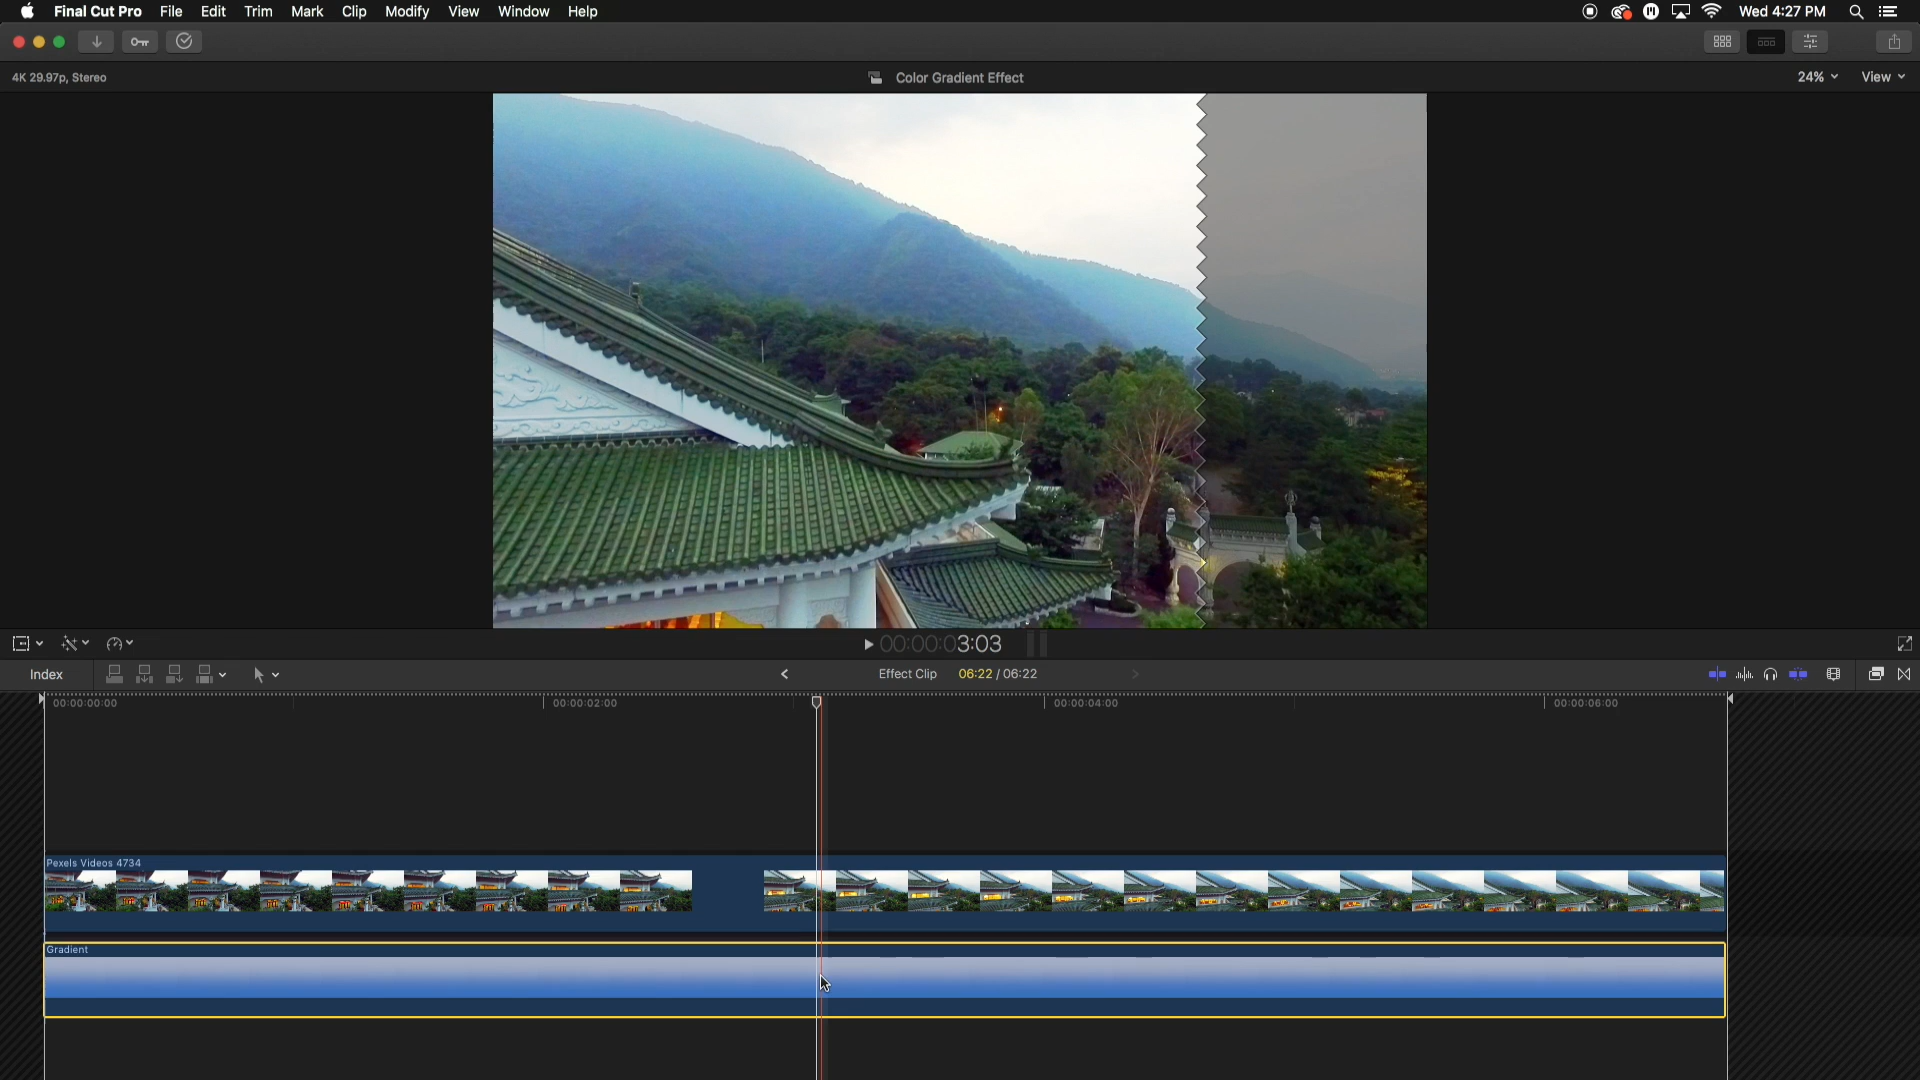 Final Cut Pro File Edit Trim Mark Clip Modify View Window Help Wed 4:27 PM
4K 29.97p, Stereo Color Gradient Effect 24% View
00:00:00:03:03
Index Effect Clip 06:22 / 06:22
00:00:00:00 00:00:02:00 00:00:04:00 00:00:06:00
Pexels Videos 4734
Gradient